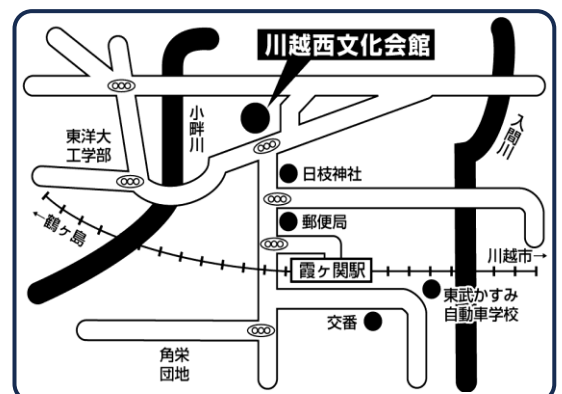 川越西文化会館
小畔川
入間川
東洋大
工学部
日枝神社
郵便局
←鶴ヶ島
川越市→
霞ヶ関駅
東武かすみ
自動車学校
交番
角栄
団地